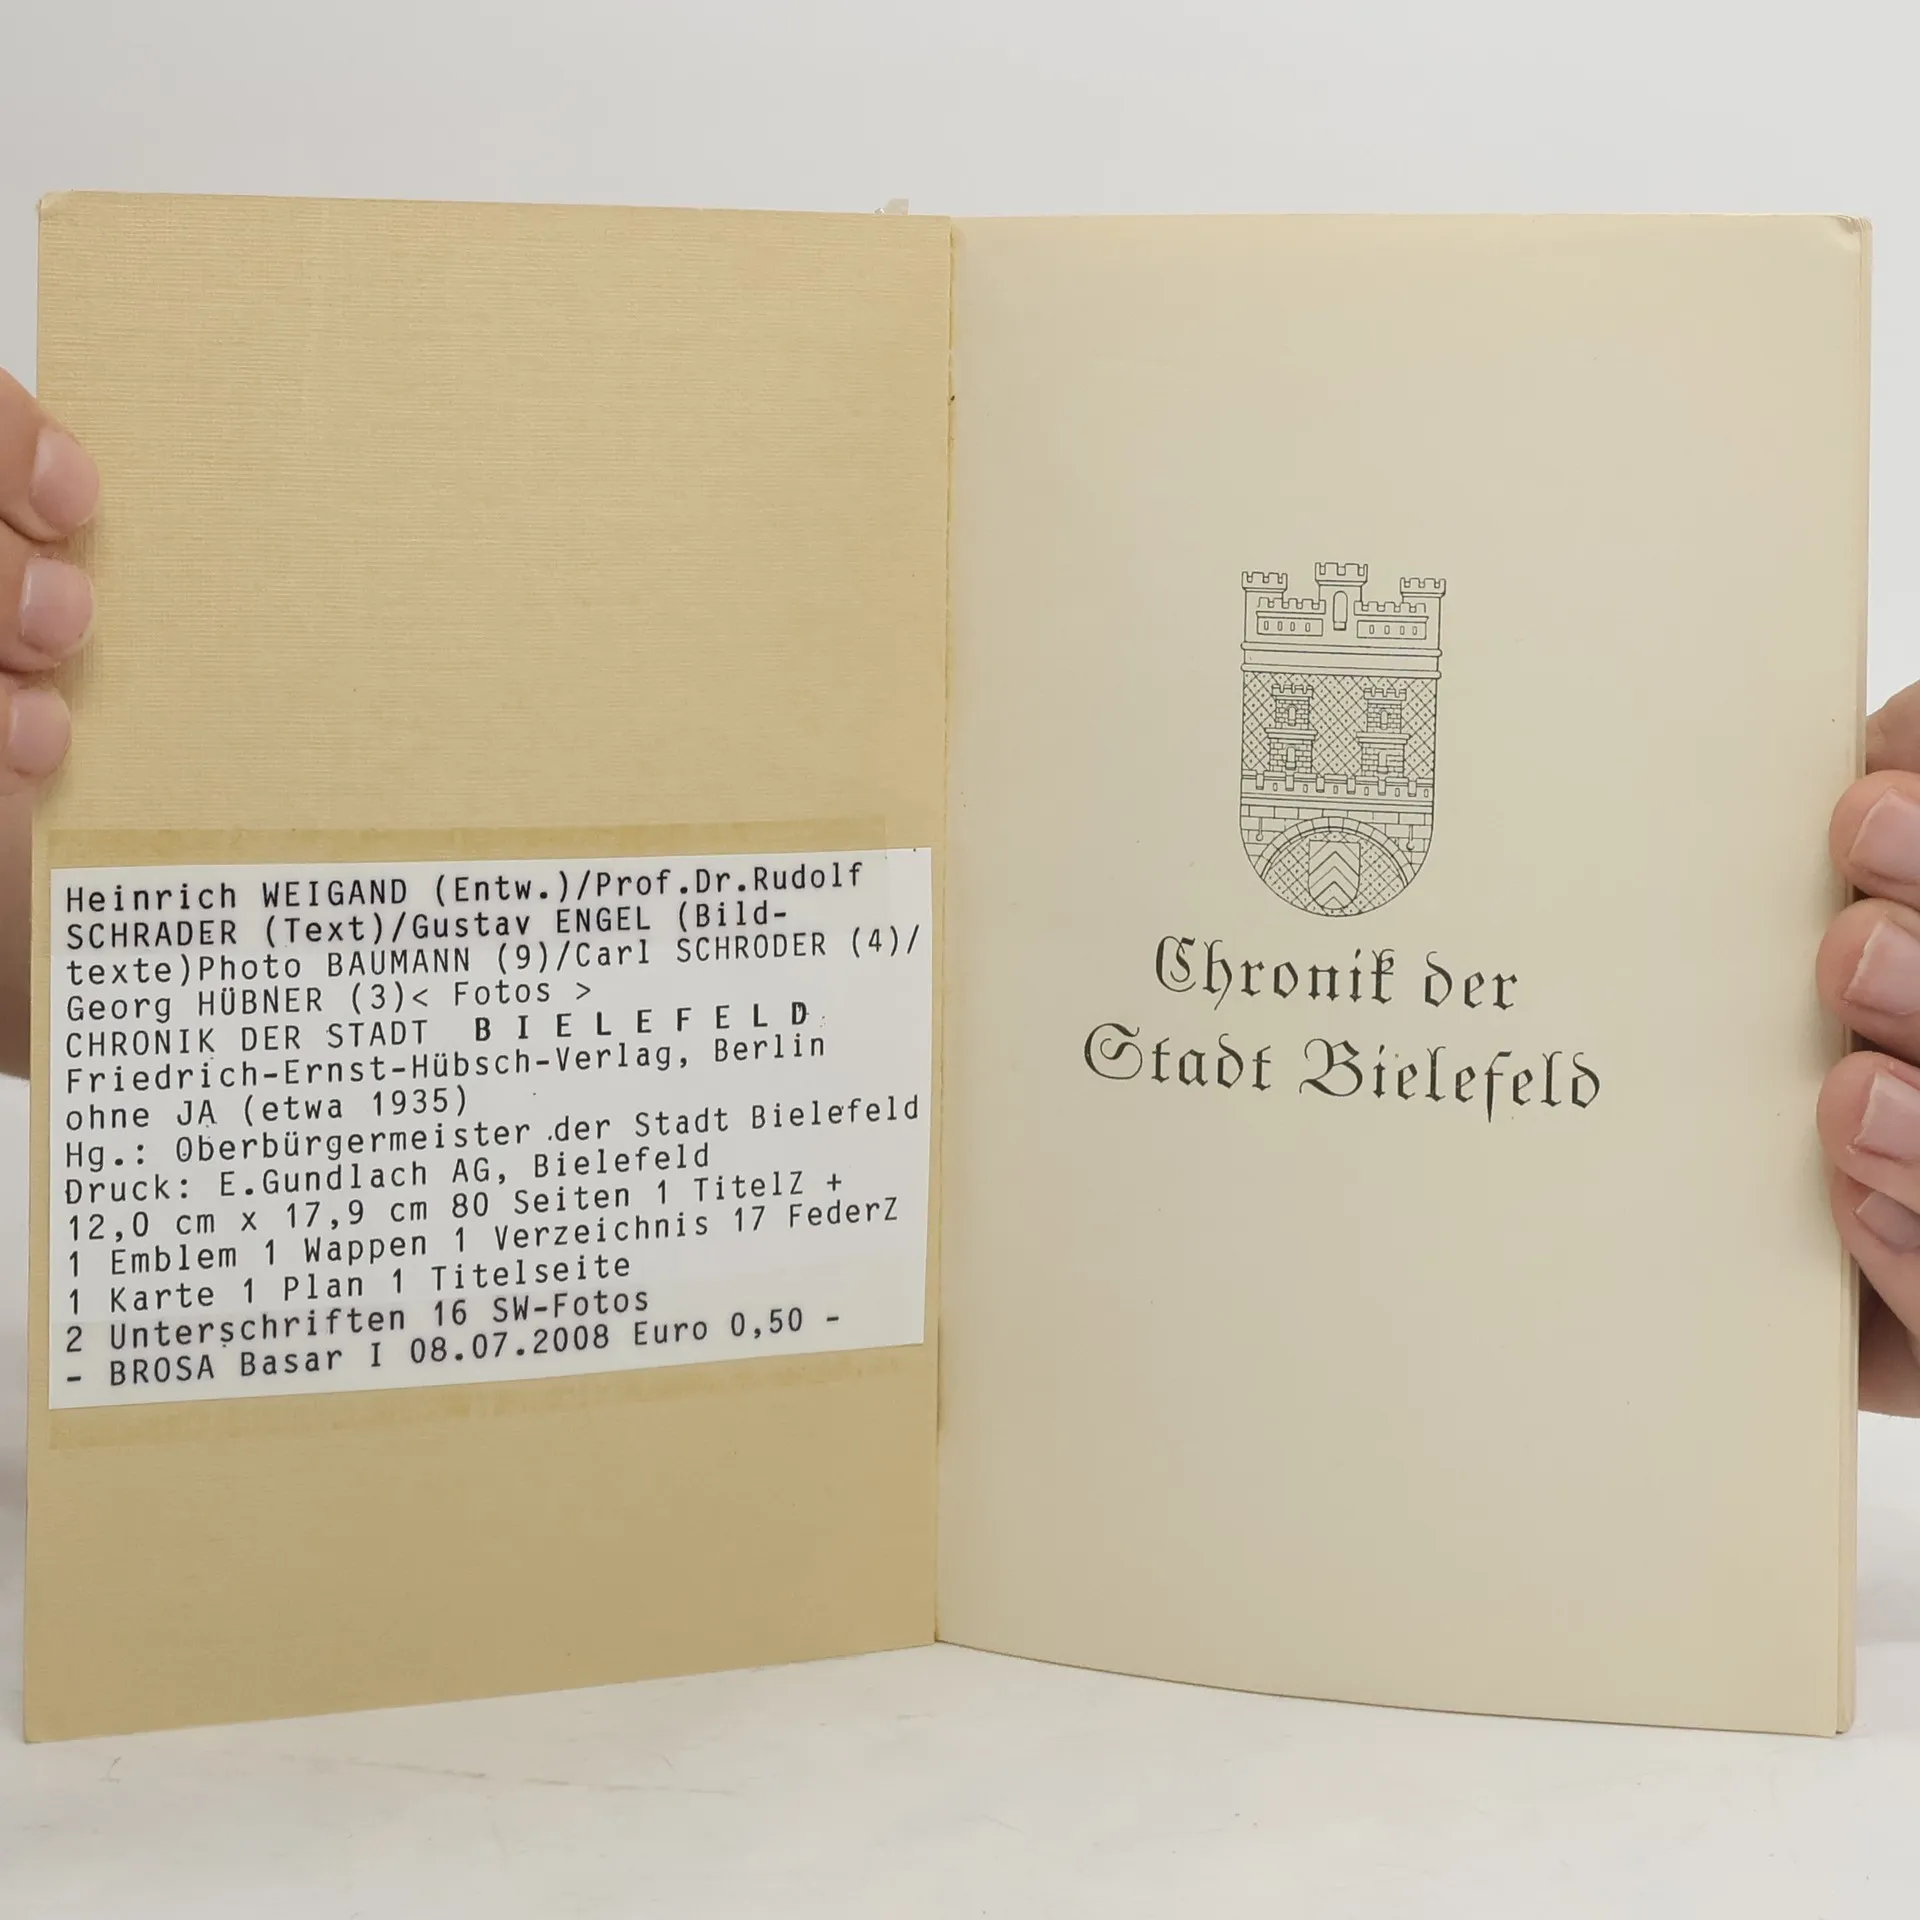 Heinrich WEIGAND (Entw.)/Prof.Dr.Rudolf
SCHRADER (Text)/Gustav ENGEL (Bild-
texte)Photo BAUMANN (9)/Carl SCHRODER (4)/
Georg HÜBNER (3)< Fotos >
CHRONIK DER STADT B I E L E F E L D
Friedrich-Ernst-Hübsch-Verlag, Berlin
ohne JA (etwa 1935)
Hg.: Oberbürgermeister der Stadt Bielefeld
Druck: E.Gundlach AG, Bielefeld
12,0 cm x 17,9 cm 80 Seiten 1 TitelZ +
1 Emblem 1 Wappen 1 Verzeichnis 17 FederZ
1 Karte 1 Plan 1 Titelseite
2 Unterschriften 16 SW-Fotos
- BROSA Basar I 08.07.2008 Euro 0,50 -
Chronik der
Stadt Bielefeld